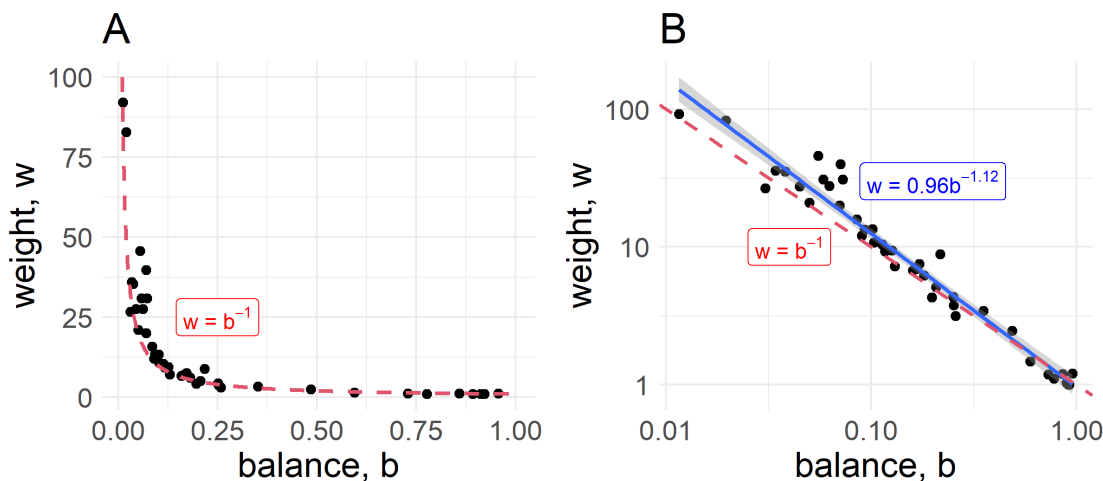 A
weight, w
100
75
50
25
0
w = b⁻¹
0.00 0.25 0.50 0.75 1.00
balance, b
B
weight, w
100
10
1
w = 0.96b⁻¹·¹²
w = b⁻¹
0.01 0.10 1.00
balance, b